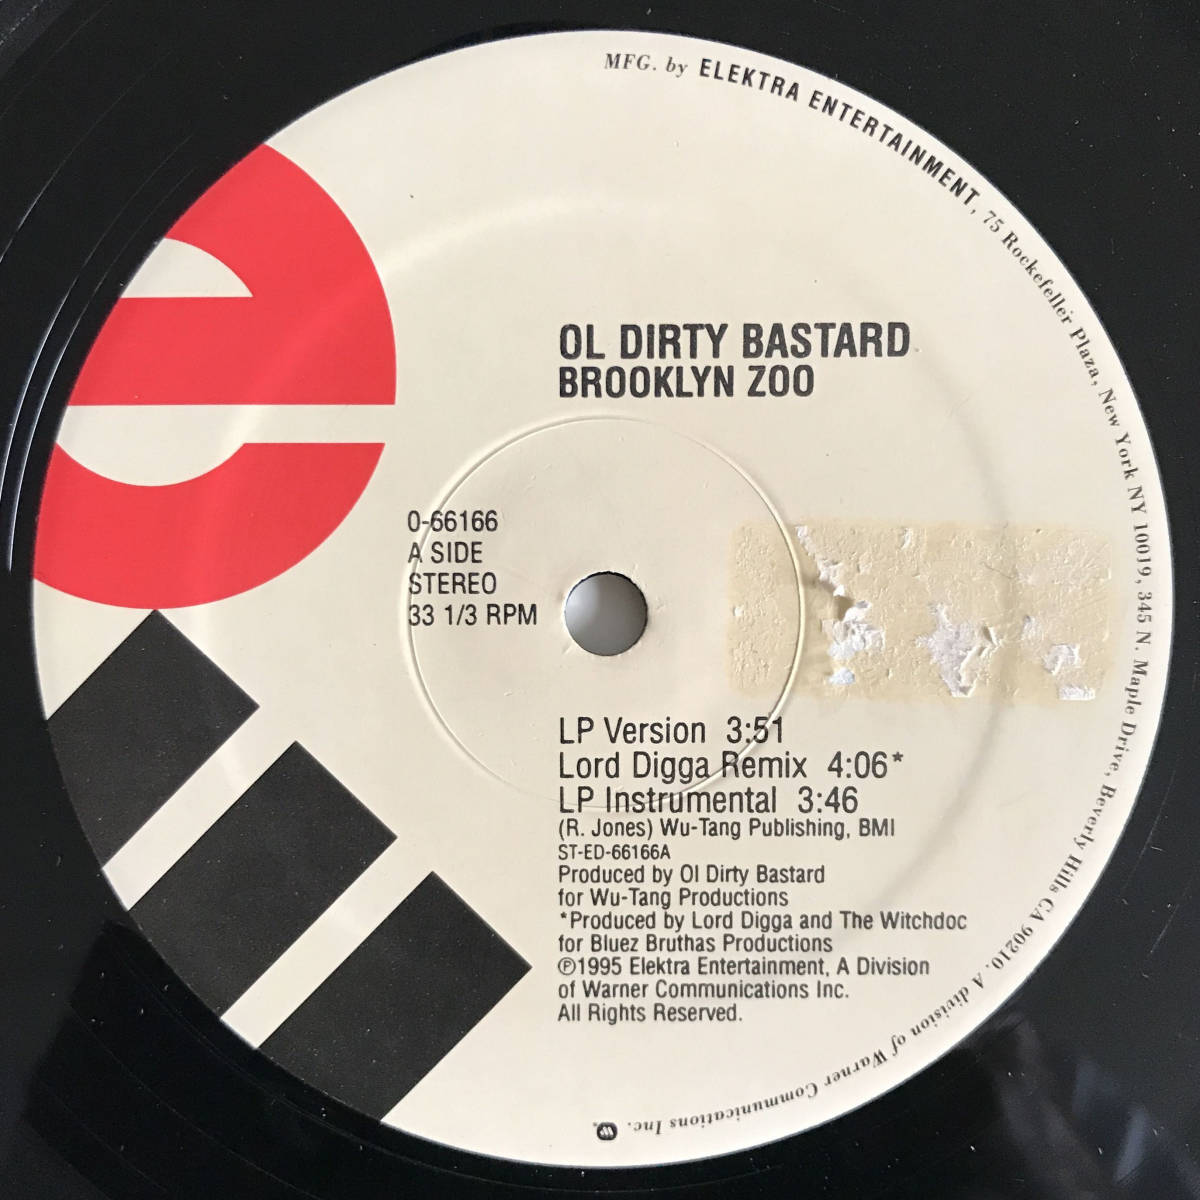 MFG. by ELEKTRA ENTERTAINMENT, 75 Rockefeller Plaza, New York NY 10019, 345 N. Maple Drive, Beverly Hills CA 90210. A division of Warner Communications Inc.
e
OL DIRTY BASTARD
BROOKLYN ZOO
0-66166
A SIDE
STEREO
33 1/3 RPM
LP Version 3:51
Lord Digga Remix 4:06*
LP Instrumental 3:46
(R. Jones) Wu-Tang Publishing, BMI
ST-ED-66166A
Produced by Ol Dirty Bastard
for Wu-Tang Productions
*Produced by Lord Digga and The Witchdoc
for Bluez Bruthas Productions
℗1995 Elektra Entertainment, A Division
of Warner Communications Inc.
All Rights Reserved.